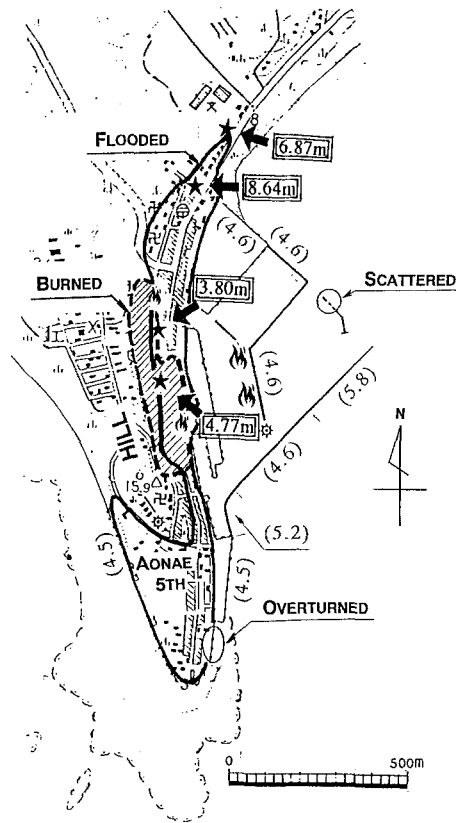 8
FLOODED
6.87m
8.64m
(4.6)
(4.6)
3.80m
SCATTERED
BURNED
(4.6)
(5.8)
4.77m
HILL
(4.6)
N
15.9
(5.2)
(4.5)
AONAE
5TH
(4.5)
OVERTURNED
500m
0